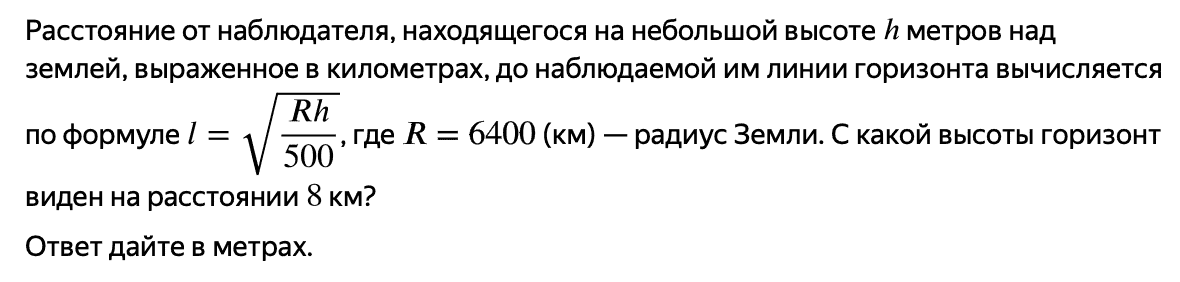 Расстояние от наблюдателя, находящегося на небольшой высоте h метров над
землей, выраженное в километрах, до наблюдаемой им линии горизонта вычисляется
по формуле l = √(Rh/500), где R = 6400 (км) — радиус Земли. С какой высоты горизонт
виден на расстоянии 8 км?
Ответ дайте в метрах.